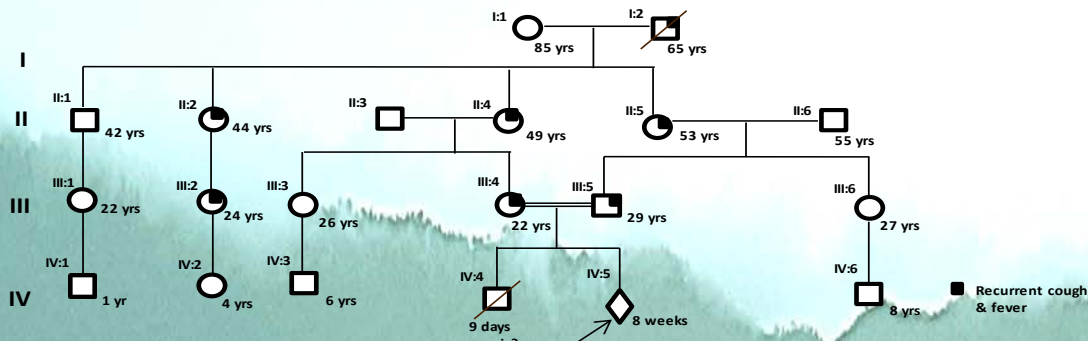 I:1
I:2
85 yrs
65 yrs
I
II:1
II:2
II:3
II:4
II:5
II:6
II
42 yrs
44 yrs
49 yrs
53 yrs
55 yrs
III:1
III:2
III:3
III:4
III:5
III:6
III
22 yrs
24 yrs
26 yrs
22 yrs
29 yrs
27 yrs
IV:1
IV:2
IV:3
IV:4
IV:5
IV:6
IV
1 yr
4 yrs
6 yrs
9 days
8 weeks
8 yrs
Recurrent cough
& fever